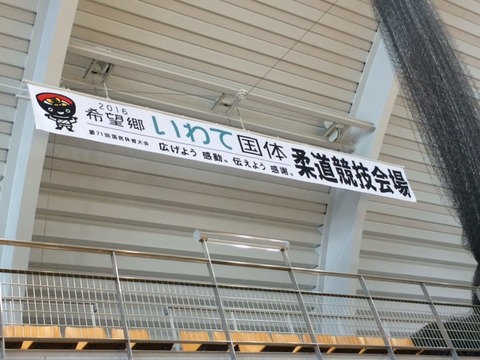 2016
希望郷 いわて 国体 柔道競技会場
第71回国民体育大会
広げよう 感動。伝えよう 感謝。